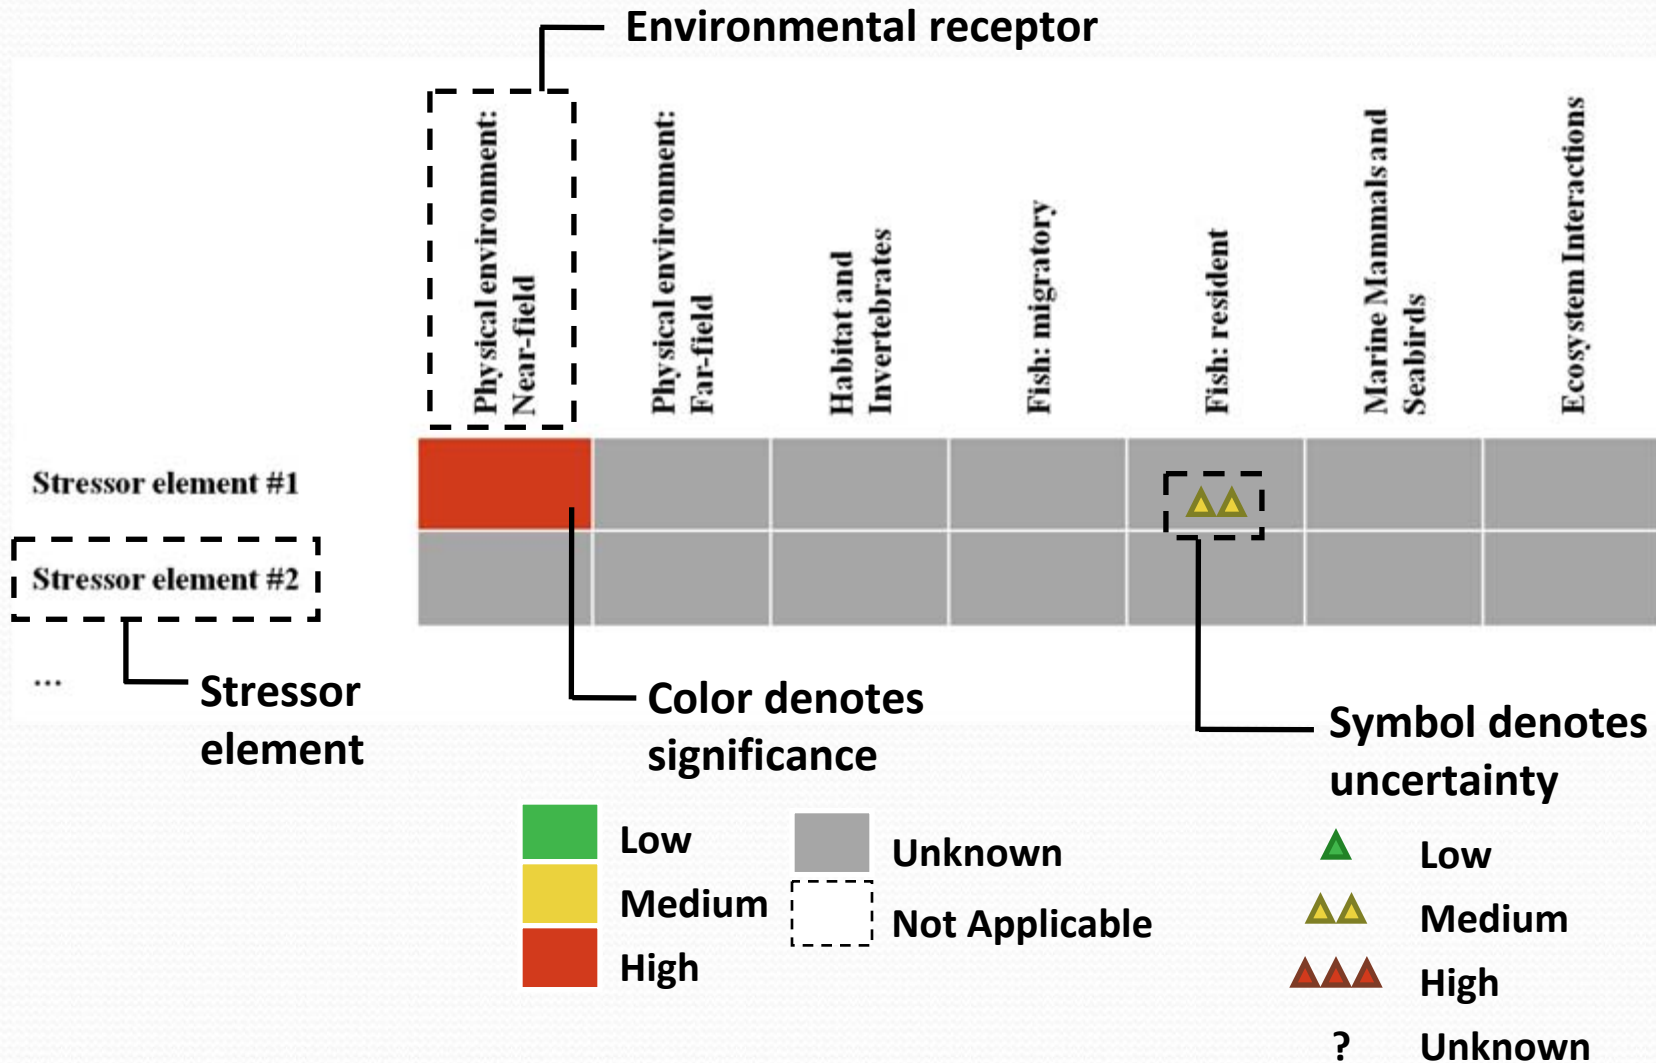 Environmental receptor
Physical environment:
Near-field
Physical environment:
Far-field
Habitat and
Invertebrates
Fish: migratory
Fish: resident
Marine Mammals and
Seabirds
Ecosystem Interactions
Stressor element #1
Stressor element #2
...
Stressor
element
Color denotes
significance
Symbol denotes
uncertainty
Low
Medium
High
Unknown
Not Applicable
Low
Medium
High
? Unknown